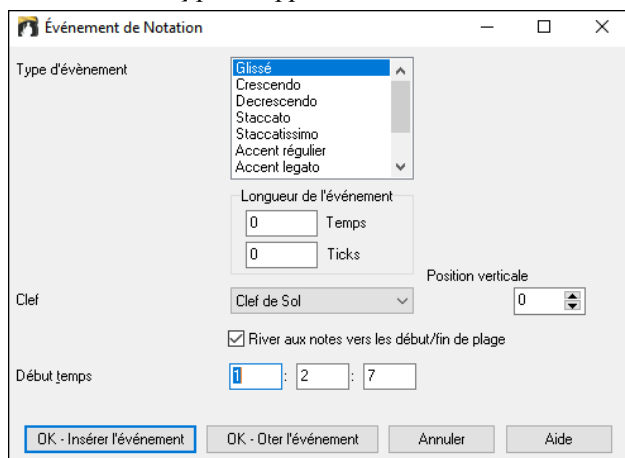 Événement de Notation
Type d'évènement
Glissé
Crescendo
Decrescendo
Staccato
Staccatissimo
Accent régulier
Accent legato
Longueur de l'événement
0 Temps
0 Ticks
Position verticale
Clef Clef de Sol 0
River aux notes vers les début/fin de plage
Début temps 1 : 2 : 7
OK - Insérer l'événement OK - Oter l'événement Annuler Aide